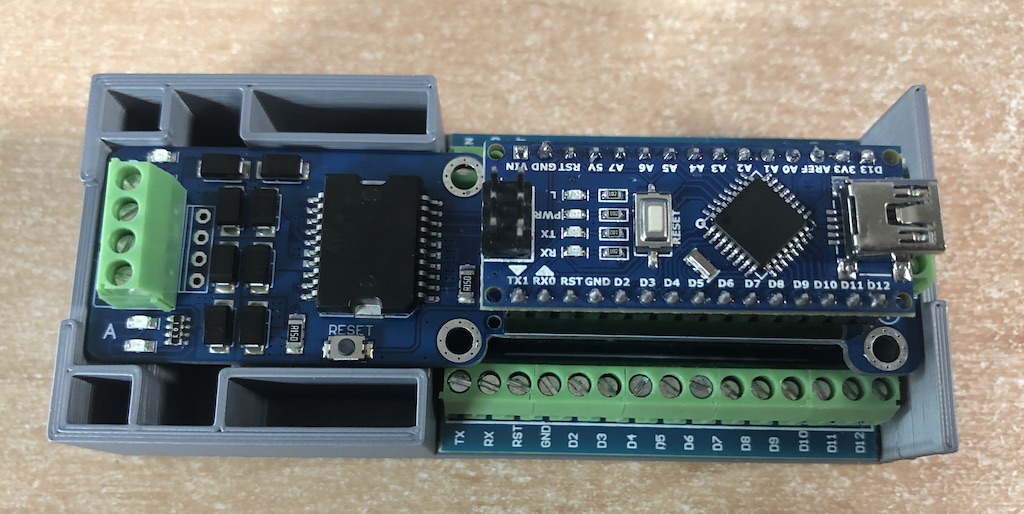 VIN GND RST 5V A7 A6 A5 A4 A3 A2 A1 A0 AREF 3V3 D13
L
PWR
TX
RX
RESET
TX1 RX0 RST GND D2 D3 D4 D5 D6 D7 D8 D9 D10 D11 D12
R150
R150
RESET
A
TX RX RST GND D2 D3 D4 D5 D6 D7 D8 D9 D10 D11 D12